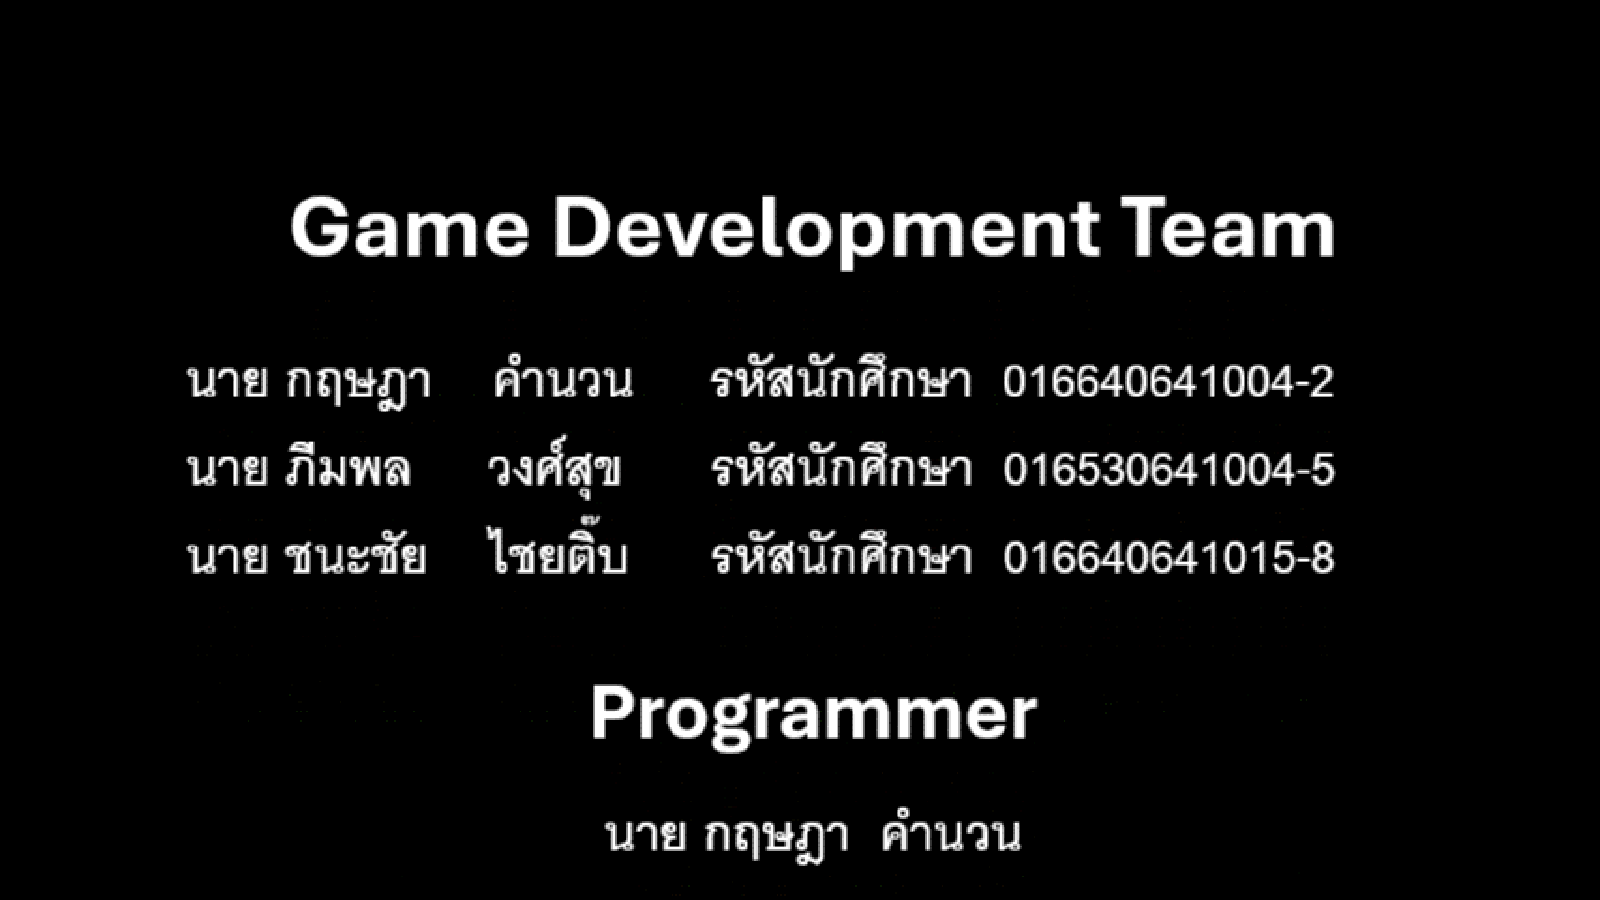 Game Development Team
นาย กฤษฎา คำนวน รหัสนักศึกษา 016640641004-2
นาย ภีมพล วงศ์สุข รหัสนักศึกษา 016530641004-5
นาย ชนะชัย ไชยติ๊บ รหัสนักศึกษา 016640641015-8
Programmer
นาย กฤษฎา คำนวน